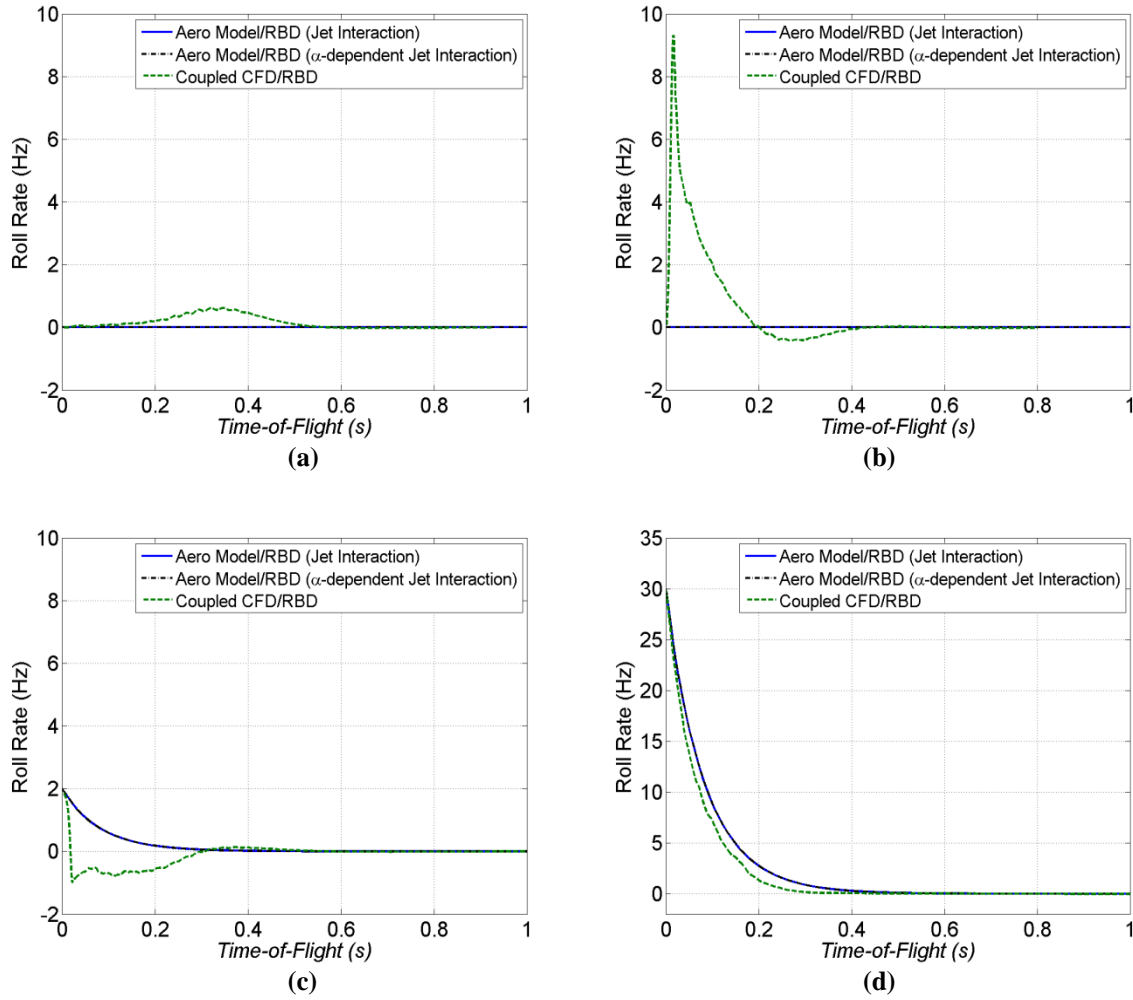 10
8
6
4
2
0
-2
Roll Rate (Hz)
Aero Model/RBD (Jet Interaction)
Aero Model/RBD (α-dependent Jet Interaction)
Coupled CFD/RBD
0 0.2 0.4 0.6 0.8 1
Time-of-Flight (s)
(a)
10
8
6
4
2
0
-2
Roll Rate (Hz)
Aero Model/RBD (Jet Interaction)
Aero Model/RBD (α-dependent Jet Interaction)
Coupled CFD/RBD
0 0.2 0.4 0.6 0.8 1
Time-of-Flight (s)
(b)
10
8
6
4
2
0
-2
Roll Rate (Hz)
Aero Model/RBD (Jet Interaction)
Aero Model/RBD (α-dependent Jet Interaction)
Coupled CFD/RBD
0 0.2 0.4 0.6 0.8 1
Time-of-Flight (s)
(c)
35
30
25
20
15
10
5
0
Roll Rate (Hz)
Aero Model/RBD (Jet Interaction)
Aero Model/RBD (α-dependent Jet Interaction)
Coupled CFD/RBD
0 0.2 0.4 0.6 0.8 1
Time-of-Flight (s)
(d)